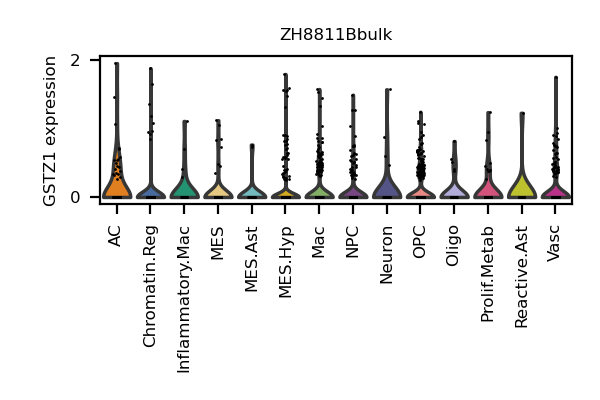 ZH8811Bbulk
GSTZ1 expression
2
0
AC
Chromatin.Reg
Inflammatory.Mac
MES
MES.Ast
MES.Hyp
Mac
NPC
Neuron
OPC
Oligo
Prolif.Metab
Reactive.Ast
Vasc